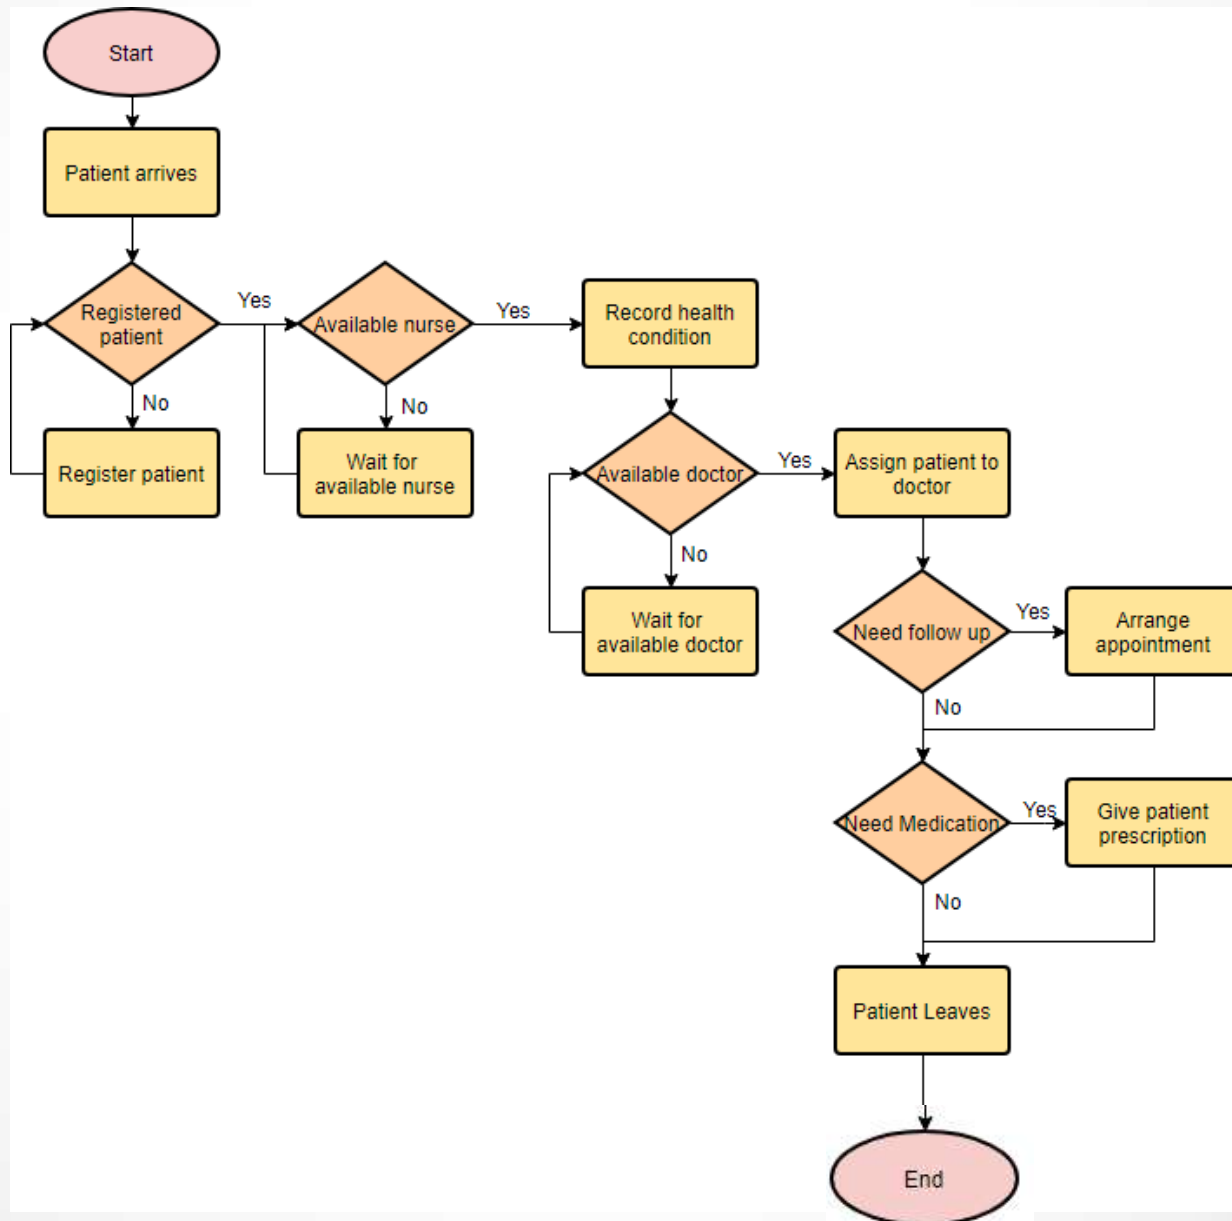 Start
Patient arrives
Registered
patient
Yes
No
Register patient
Available nurse
Yes
No
Wait for
available nurse
Record health
condition
Available doctor
Yes
No
Wait for
available doctor
Assign patient to
doctor
Need follow up
Yes
Arrange
appointment
No
Need Medication
Yes
Give patient
prescription
No
Patient Leaves
End